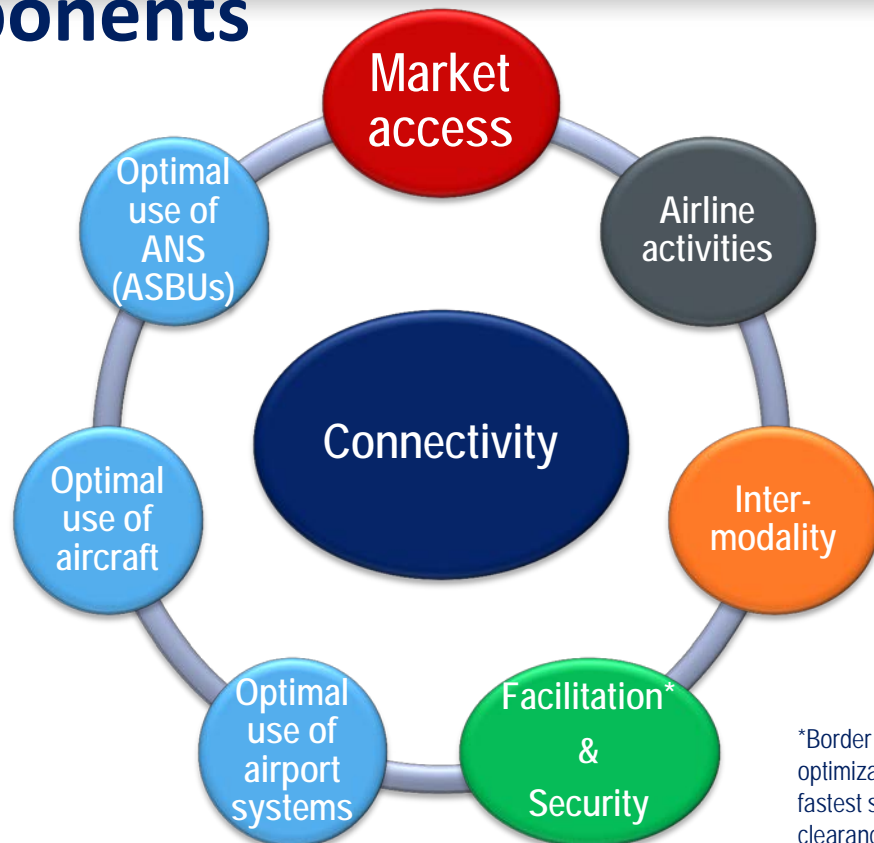 ponents
Market
access
Airline
activities
Inter-
modality
Facilitation*
&
Security
Optimal
use of
airport
systems
Optimal
use of
aircraft
Optimal
use of
ANS
(ASBUs)
Connectivity
*Border
optimiza
fastest s
clearanc